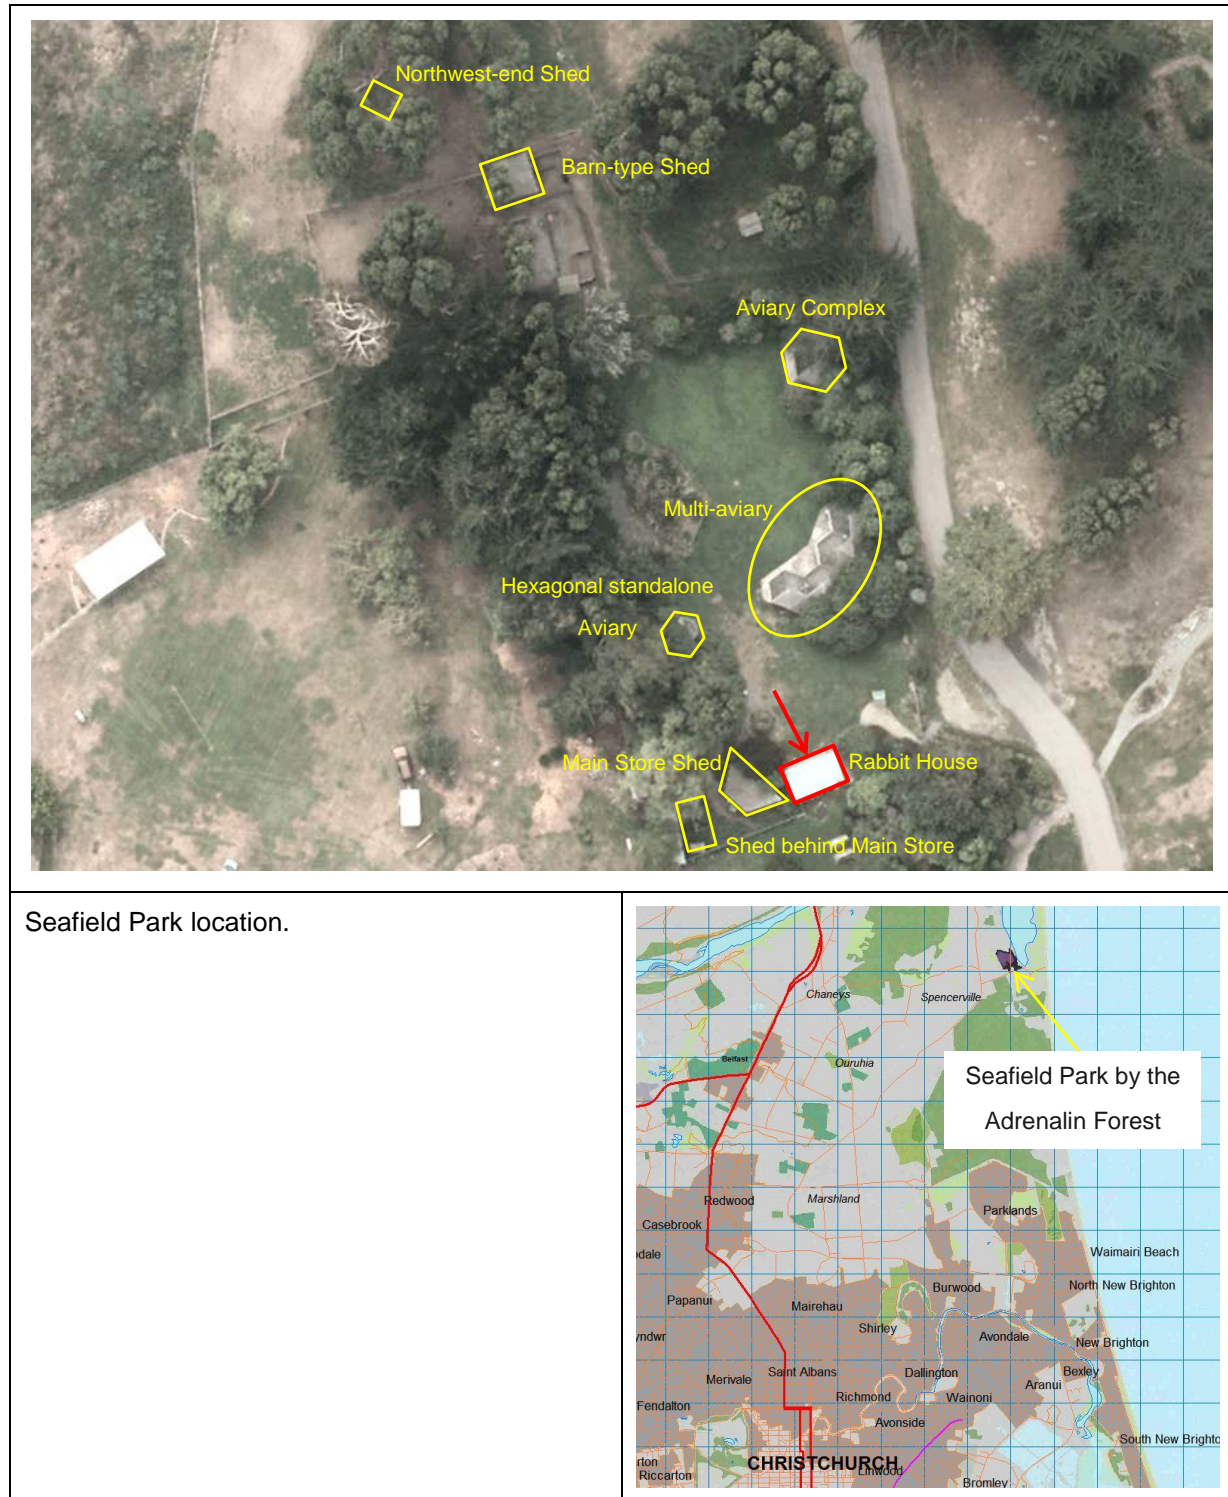 Northwest-end Shed
Barn-type Shed
Aviary Complex
Multi-aviary
Hexagonal standalone
Aviary
Main Store Shed
Rabbit House
Shed behind Main Store
Seafield Park location.
Chaneys
Spencerville
Belfast
Ouruhia
Seafield Park by the
Adrenalin Forest
Redwood
Marshland
Parklands
Casebrook
odale
Waimairi Beach
Burwood
North New Brighton
Papanui
Mairehau
Shirley
Avondale
New Brighton
yndwr
Saint Albans
Dallington
Bexley
Merivale
Aranui
Richmond
Wainoni
Fendalton
Avonside
South New Brighto
CHRISTCHURCH
Linwood
rton
Riccarton
Bromley